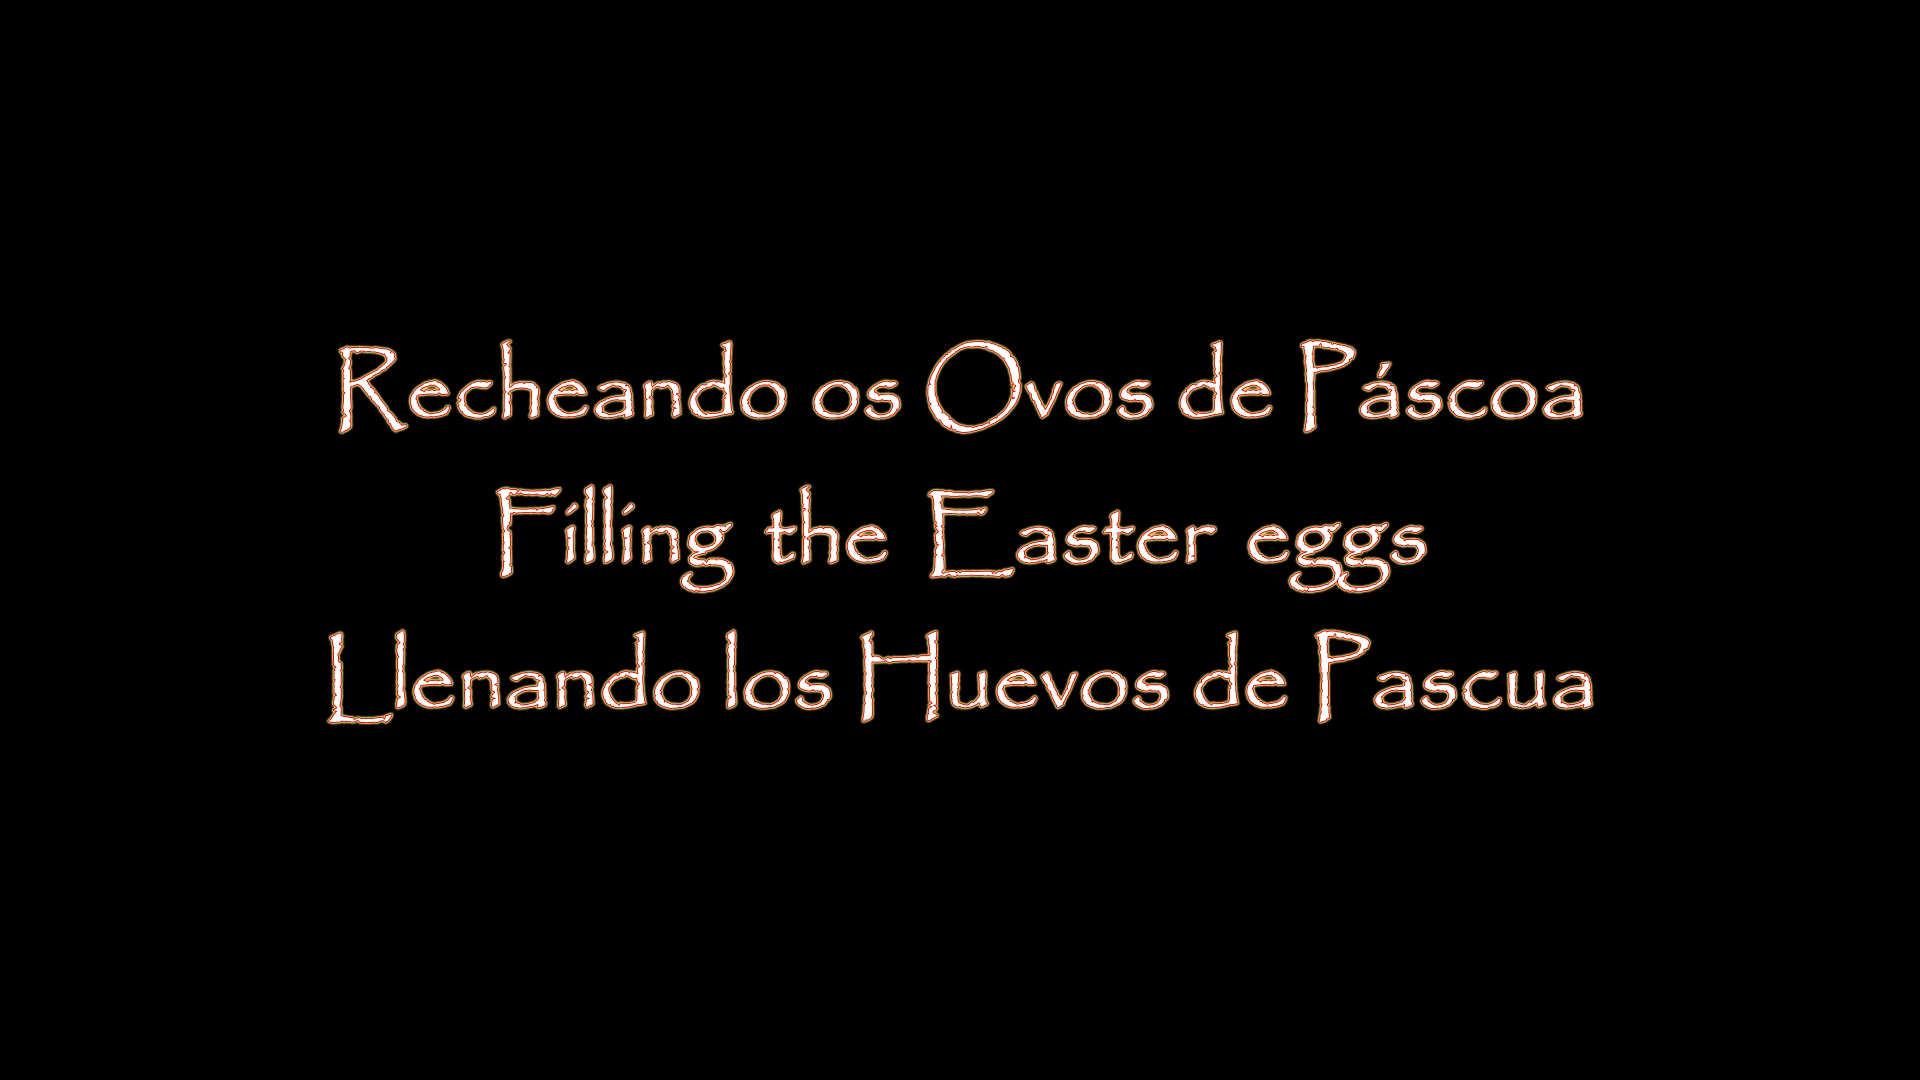 Recheando os Ovos de Páscoa
Filling the Easter eggs
Llenando los Huevos de Pascua